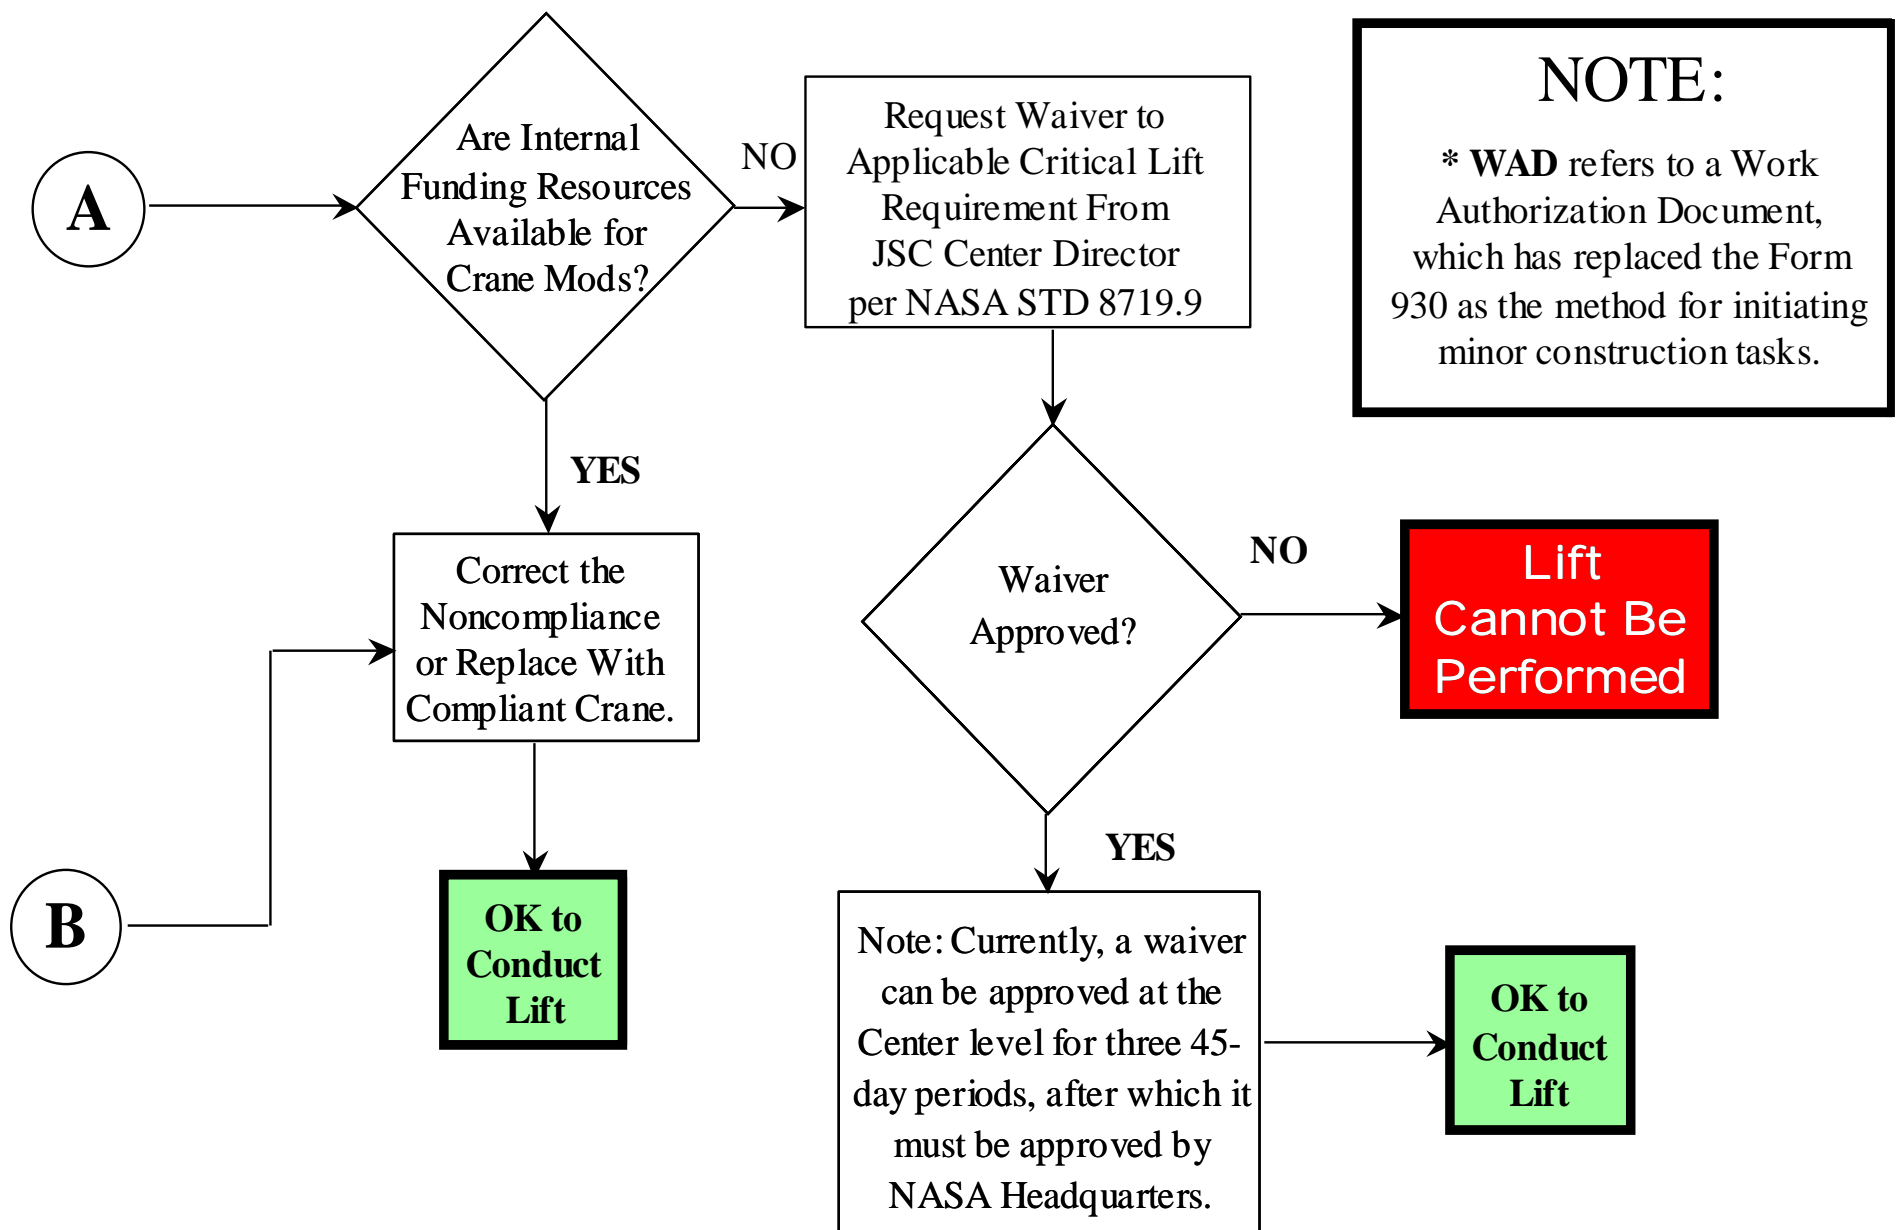 A
Are Internal
Funding Resources
Available for
Crane Mods?
NO
Request Waiver to
Applicable Critical Lift
Requirement From
JSC Center Director
per NASA STD 8719.9
NOTE:
* WAD refers to a Work
Authorization Document,
which has replaced the Form
930 as the method for initiating
minor construction tasks.
YES
Correct the
Noncompliance
or Replace With
Compliant Crane.
Waiver
Approved?
NO
Lift
Cannot Be
Performed
B
OK to
Conduct
Lift
YES
Note: Currently, a waiver
can be approved at the
Center level for three 45-
day periods, after which it
must be approved by
NASA Headquarters.
OK to
Conduct
Lift